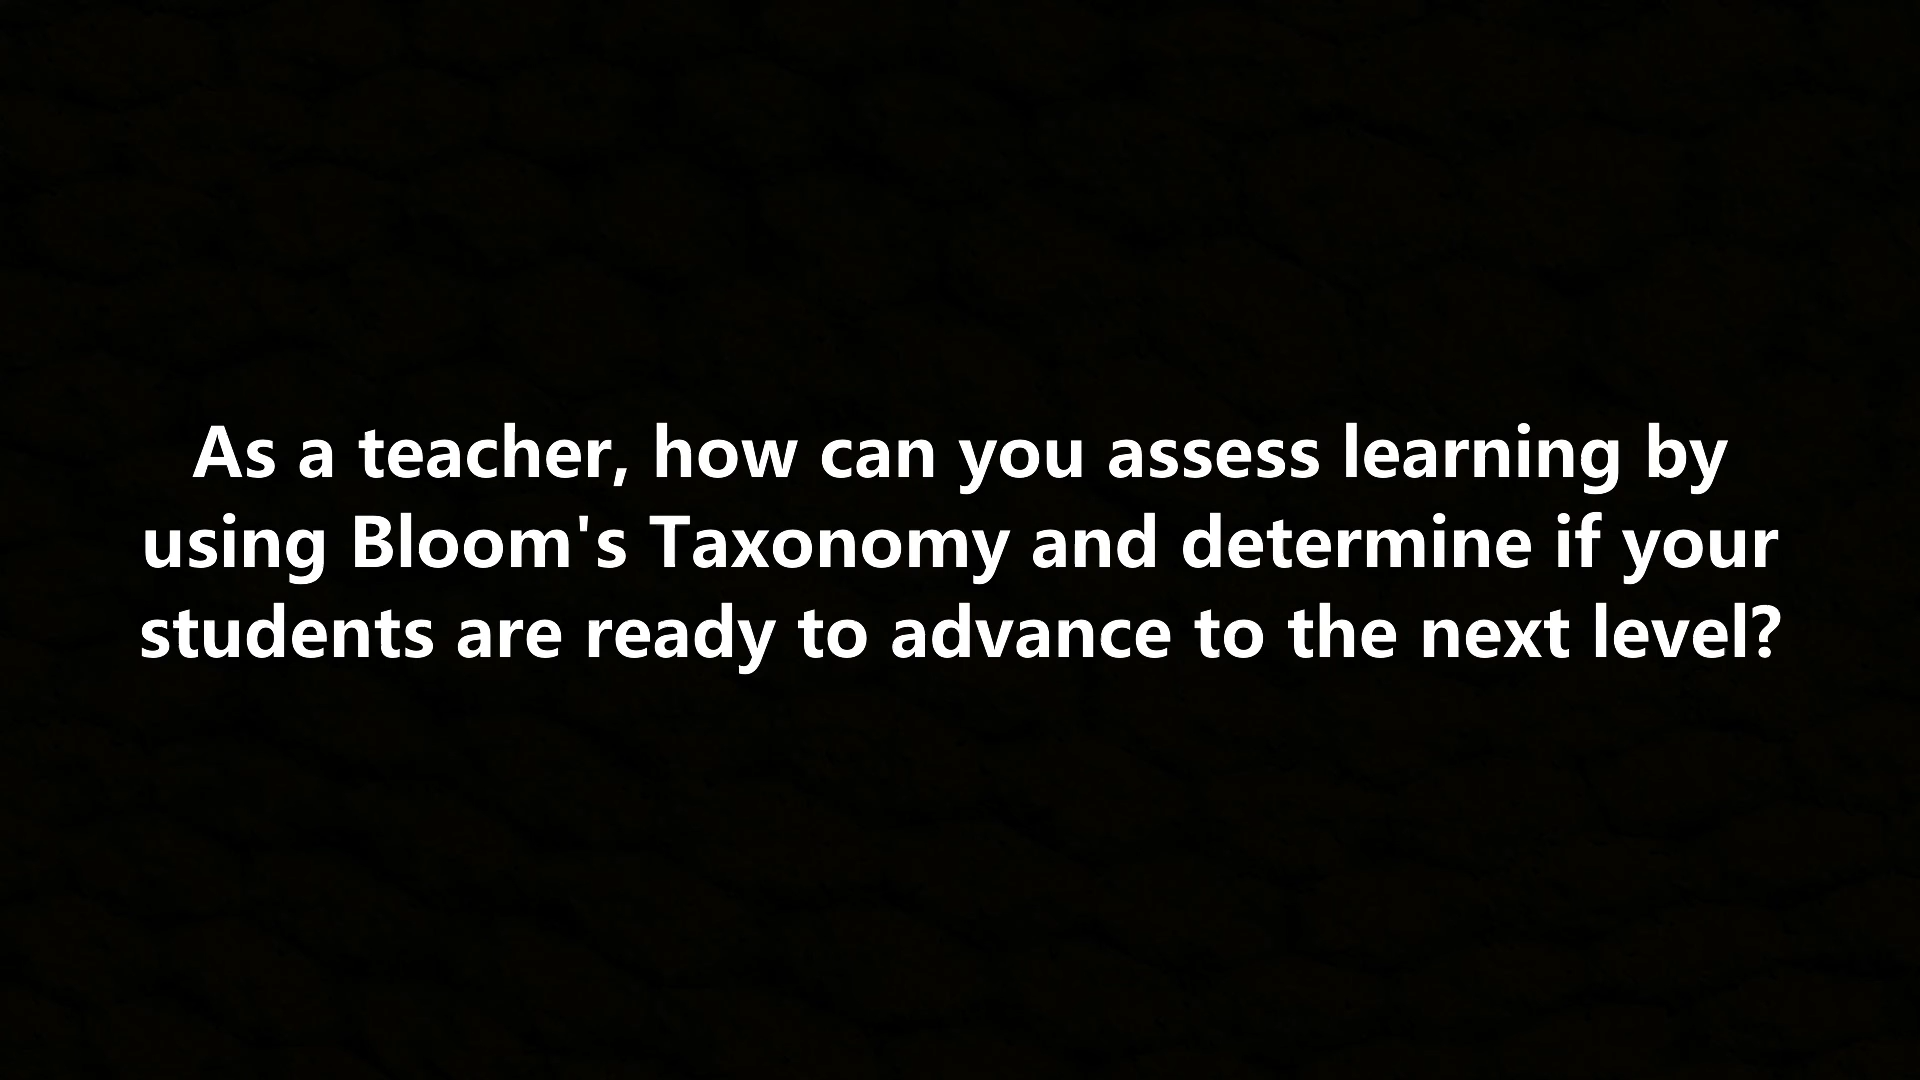 As a teacher, how can you assess learning by
using Bloom's Taxonomy and determine if your
students are ready to advance to the next level?